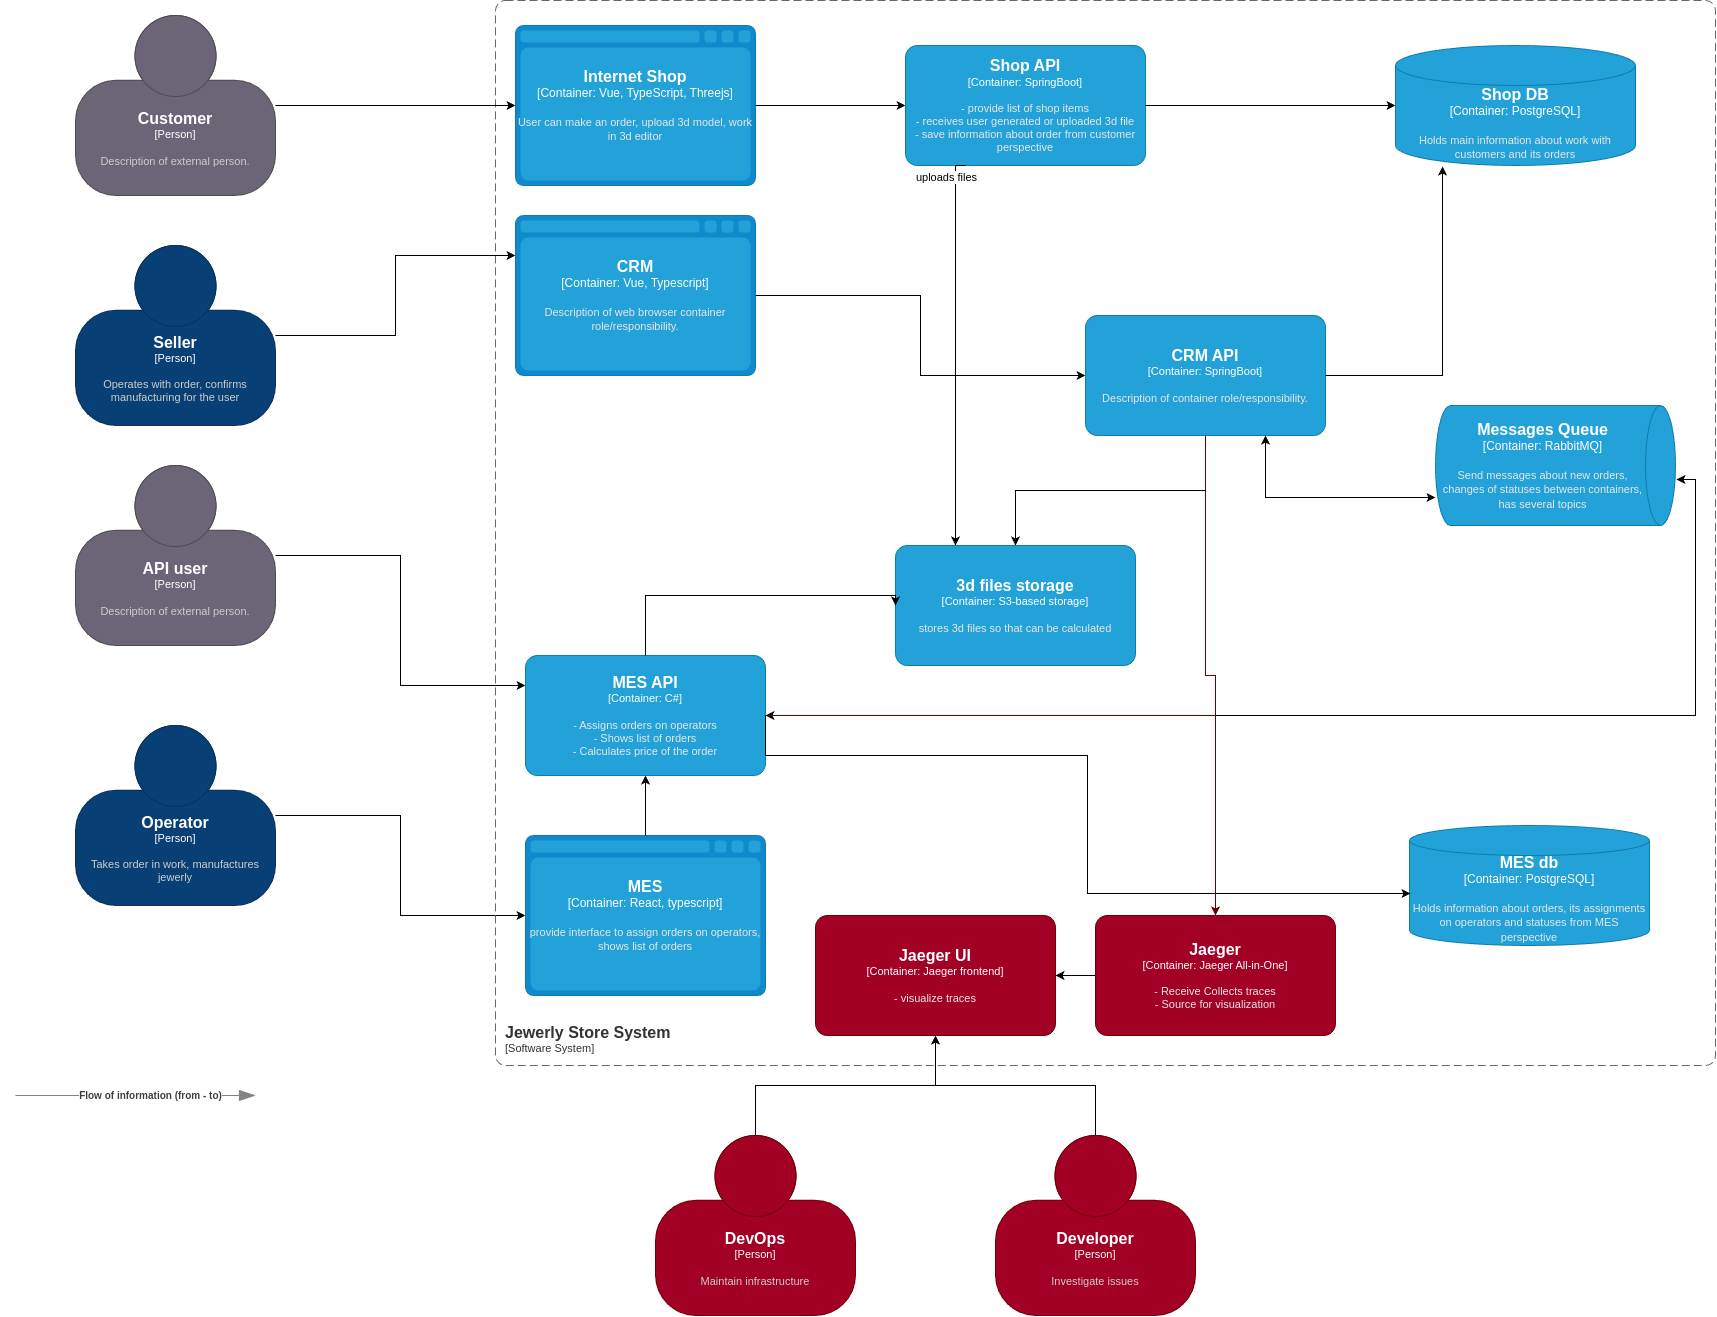 Customer
[Person]
Description of external person.
Internet Shop
[Container: Vue, TypeScript, Threejs]
User can make an order, upload 3d model, work
in 3d editor
Shop API
[Container: SpringBoot]
- provide list of shop items
- receives user generated or uploaded 3d file
- save information about order from customer
perspective
uploads files
Shop DB
[Container: PostgreSQL]
Holds main information about work with
customers and its orders
Seller
[Person]
Operates with order, confirms
manufacturing for the user
CRM
[Container: Vue, Typescript]
Description of web browser container
role/responsibility.
CRM API
[Container: SpringBoot]
Description of container role/responsibility.
Messages Queue
[Container: RabbitMQ]
Send messages about new orders,
changes of statuses between containers,
has several topics
API user
[Person]
Description of external person.
3d files storage
[Container: S3-based storage]
stores 3d files so that can be calculated
MES API
[Container: C#]
- Assigns orders on operators
- Shows list of orders
- Calculates price of the order
Operator
[Person]
Takes order in work, manufactures
jewerly
MES
[Container: React, typescript]
provide interface to assign orders on operators,
shows list of orders
MES db
[Container: PostgreSQL]
Holds information about orders, its assignments
on operators and statuses from MES
perspective
Jaeger UI
[Container: Jaeger frontend]
- visualize traces
Jaeger
[Container: Jaeger All-in-One]
- Receive Collects traces
- Source for visualization
Jewerly Store System
[Software System]
Flow of information (from - to)
DevOps
[Person]
Maintain infrastructure
Developer
[Person]
Investigate issues